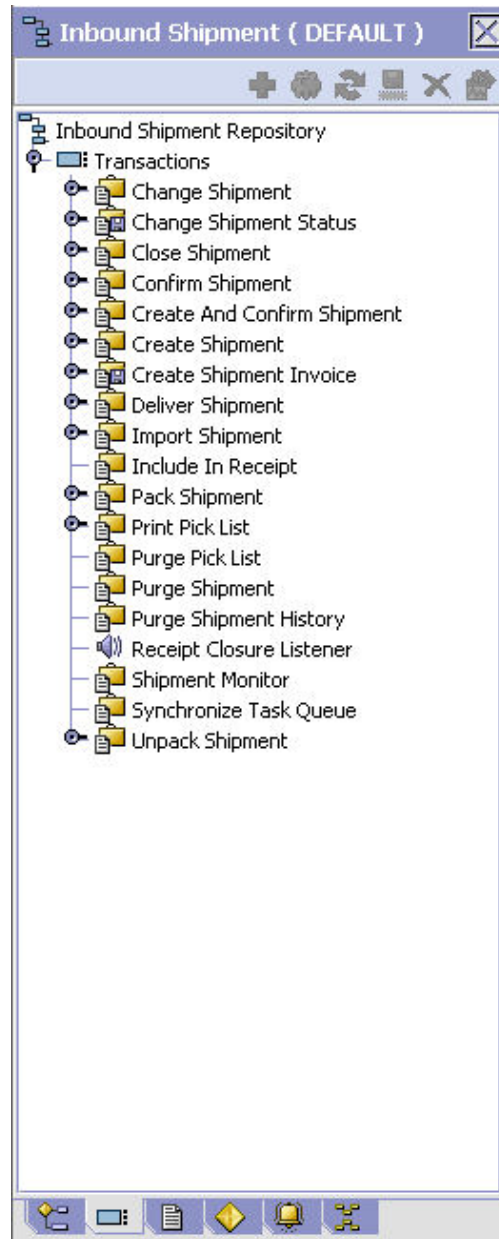 Inbound Shipment ( DEFAULT )
Inbound Shipment Repository
Transactions
Change Shipment
Change Shipment Status
Close Shipment
Confirm Shipment
Create And Confirm Shipment
Create Shipment
Create Shipment Invoice
Deliver Shipment
Import Shipment
Include In Receipt
Pack Shipment
Print Pick List
Purge Pick List
Purge Shipment
Purge Shipment History
Receipt Closure Listener
Shipment Monitor
Synchronize Task Queue
Unpack Shipment